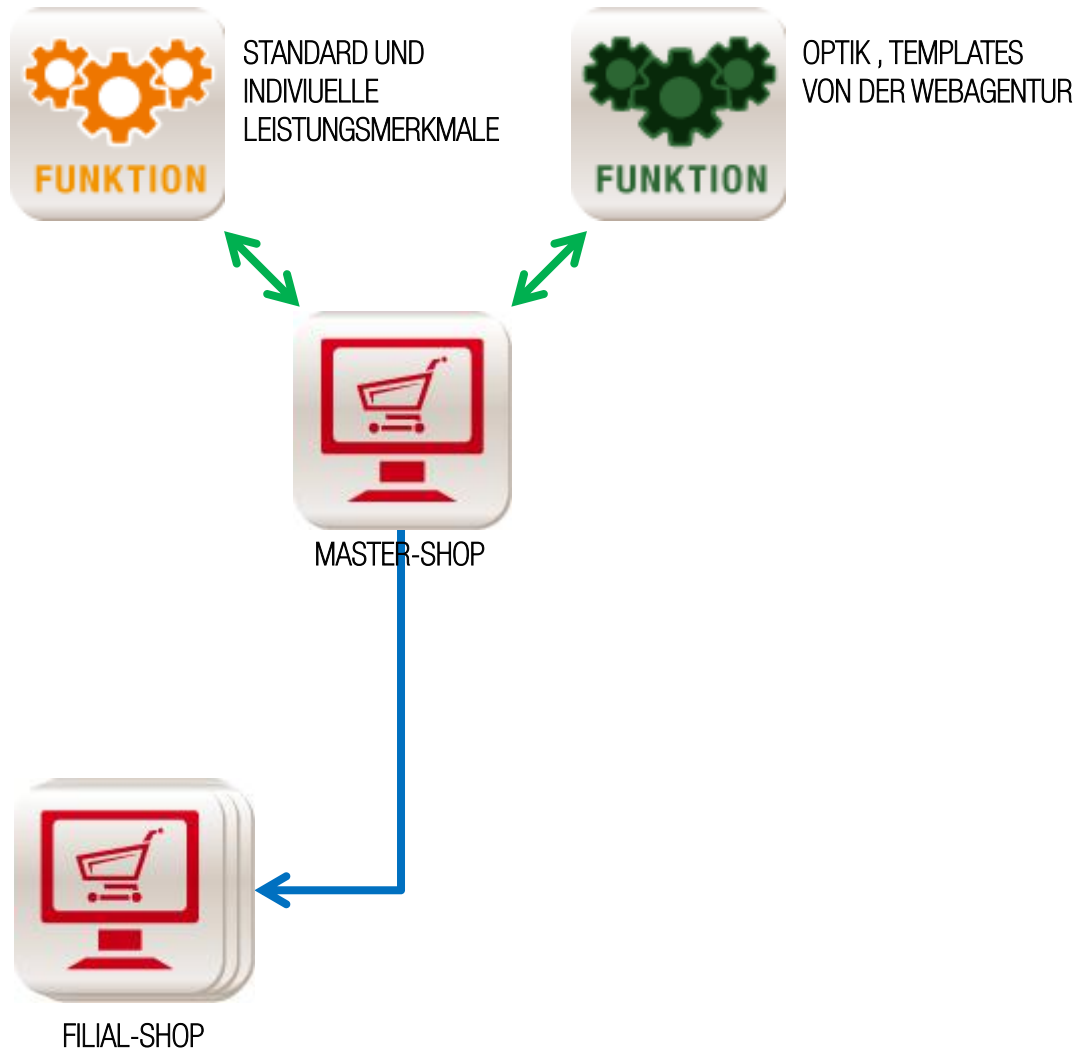 STANDARD UND
INDIVIUELLE
LEISTUNGSMERKMALE
FUNKTION
OPTIK , TEMPLATES
VON DER WEBAGENTUR
FUNKTION
MASTER-SHOP
FILIAL-SHOP